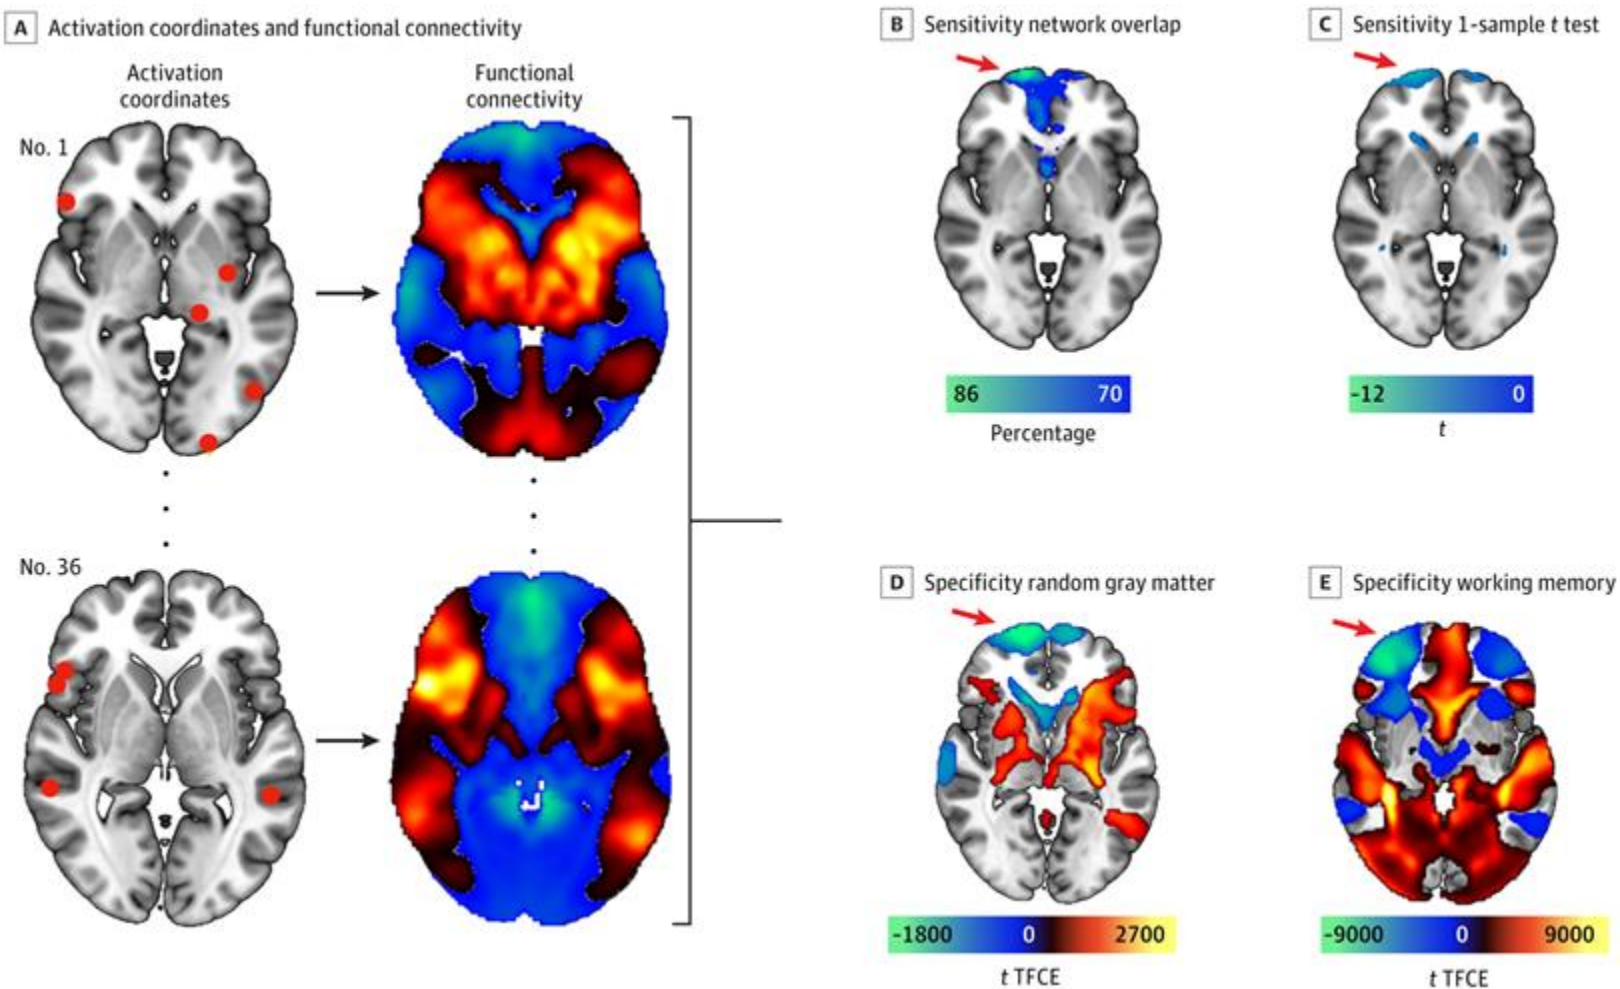 A Activation coordinates and functional connectivity
Activation
coordinates
Functional
connectivity
No. 1
No. 36
B Sensitivity network overlap
86 70
Percentage
C Sensitivity 1-sample t test
-12 0
t
D Specificity random gray matter
-1800 0 2700
t TFCE
E Specificity working memory
-9000 0 9000
t TFCE